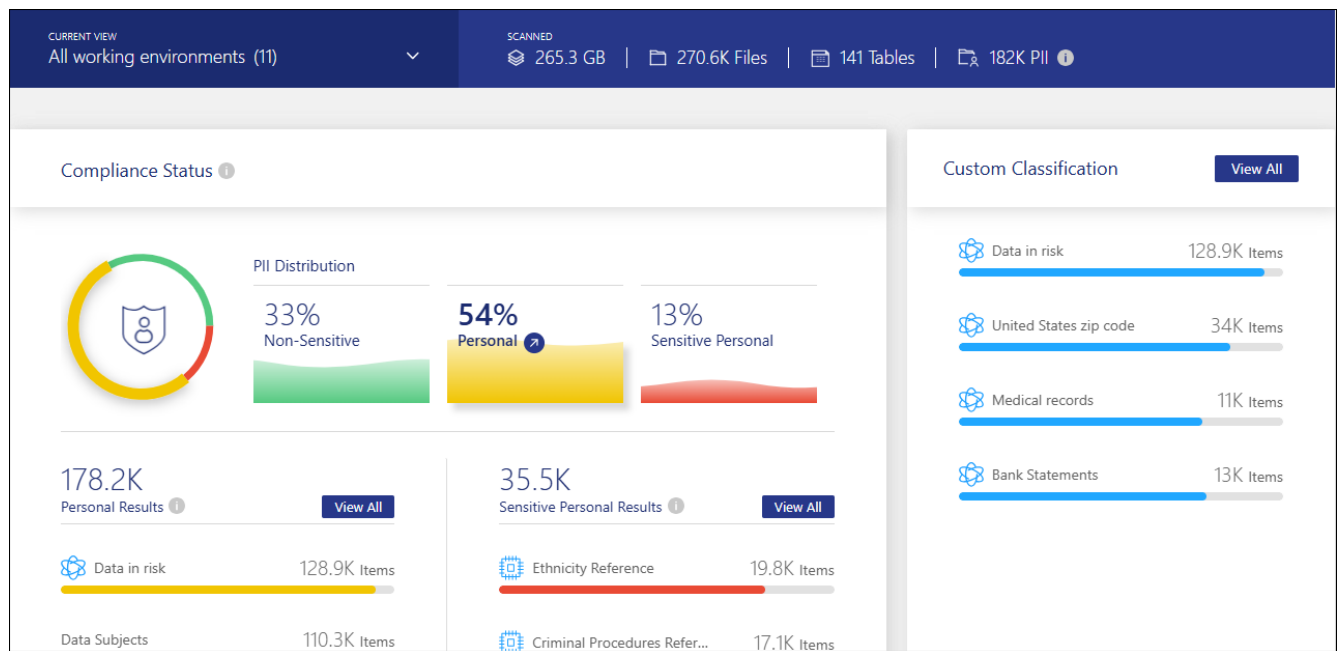 CURRENT VIEW
All working environments (11)
SCANNED
265.3 GB | 270.6K Files | 141 Tables | 182K PII
Compliance Status
PII Distribution
33%
Non-Sensitive
54%
Personal
13%
Sensitive Personal
178.2K
Personal Results
View All
Data in risk 128.9K Items
Data Subjects 110.3K Items
35.5K
Sensitive Personal Results
View All
Ethnicity Reference 19.8K Items
Criminal Procedures Refer... 17.1K Items
Custom Classification
View All
Data in risk 128.9K Items
United States zip code 34K Items
Medical records 11K Items
Bank Statements 13K Items